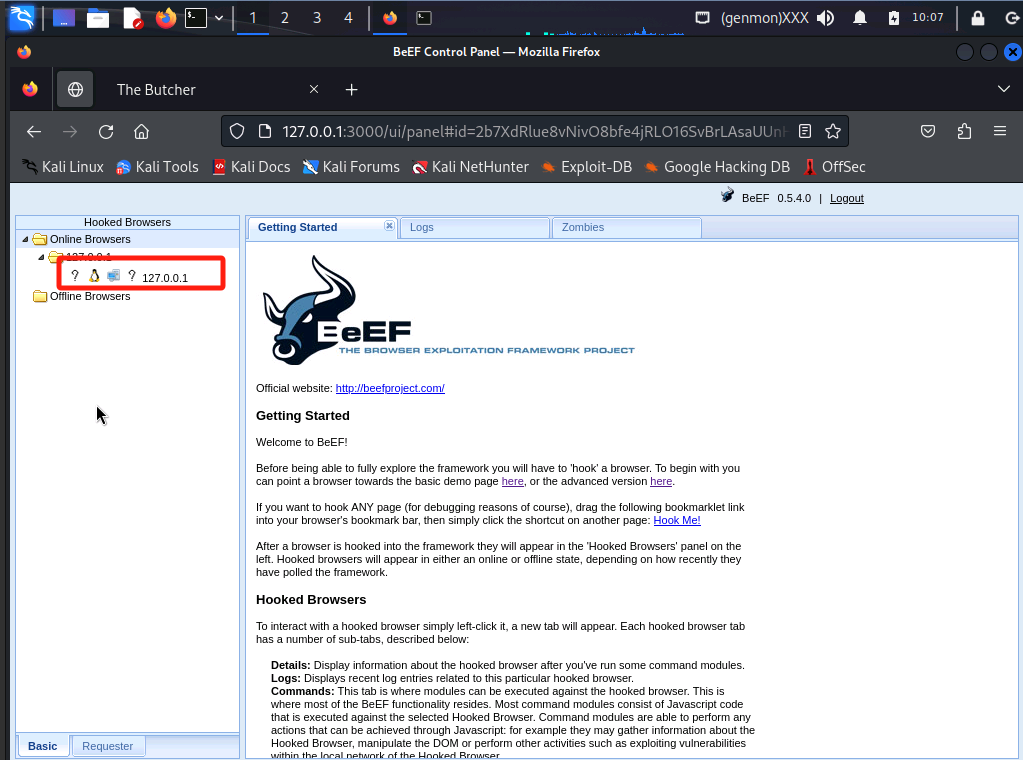 1 2 3 4 (genmon)XXX 10:07
BeEF Control Panel — Mozilla Firefox
The Butcher
127.0.0.1:3000/ui/panel#id=2b7XdRlue8vNivO8bfe4jRLO16SvBrLAsaUUn
Kali Linux Kali Tools Kali Docs Kali Forums Kali NetHunter Exploit-DB Google Hacking DB OffSec
BeEF 0.5.4.0 | Logout
Hooked Browsers
Online Browsers
127.0.0.1
? ? 127.0.0.1
Offline Browsers
Basic Requester
Getting Started Logs Zombies
BeEF
THE BROWSER EXPLOITATION FRAMEWORK PROJECT
Official website: http://beefproject.com/
Getting Started
Welcome to BeEF!
Before being able to fully explore the framework you will have to 'hook' a browser. To begin with you
can point a browser towards the basic demo page here, or the advanced version here.
If you want to hook ANY page (for debugging reasons of course), drag the following bookmarklet link
into your browser's bookmark bar, then simply click the shortcut on another page: Hook Me!
After a browser is hooked into the framework they will appear in the 'Hooked Browsers' panel on the
left. Hooked browsers will appear in either an online or offline state, depending on how recently they
have polled the framework.
Hooked Browsers
To interact with a hooked browser simply left-click it, a new tab will appear. Each hooked browser tab
has a number of sub-tabs, described below:
Details: Display information about the hooked browser after you've run some command modules.
Logs: Displays recent log entries related to this particular hooked browser.
Commands: This tab is where modules can be executed against the hooked browser. This is
where most of the BeEF functionality resides. Most command modules consist of Javascript code
that is executed against the selected Hooked Browser. Command modules are able to perform any
actions that can be achieved through Javascript: for example they may gather information about the
Hooked Browser, manipulate the DOM or perform other activities such as exploiting vulnerabilities
within the local network of the Hooked Browser.